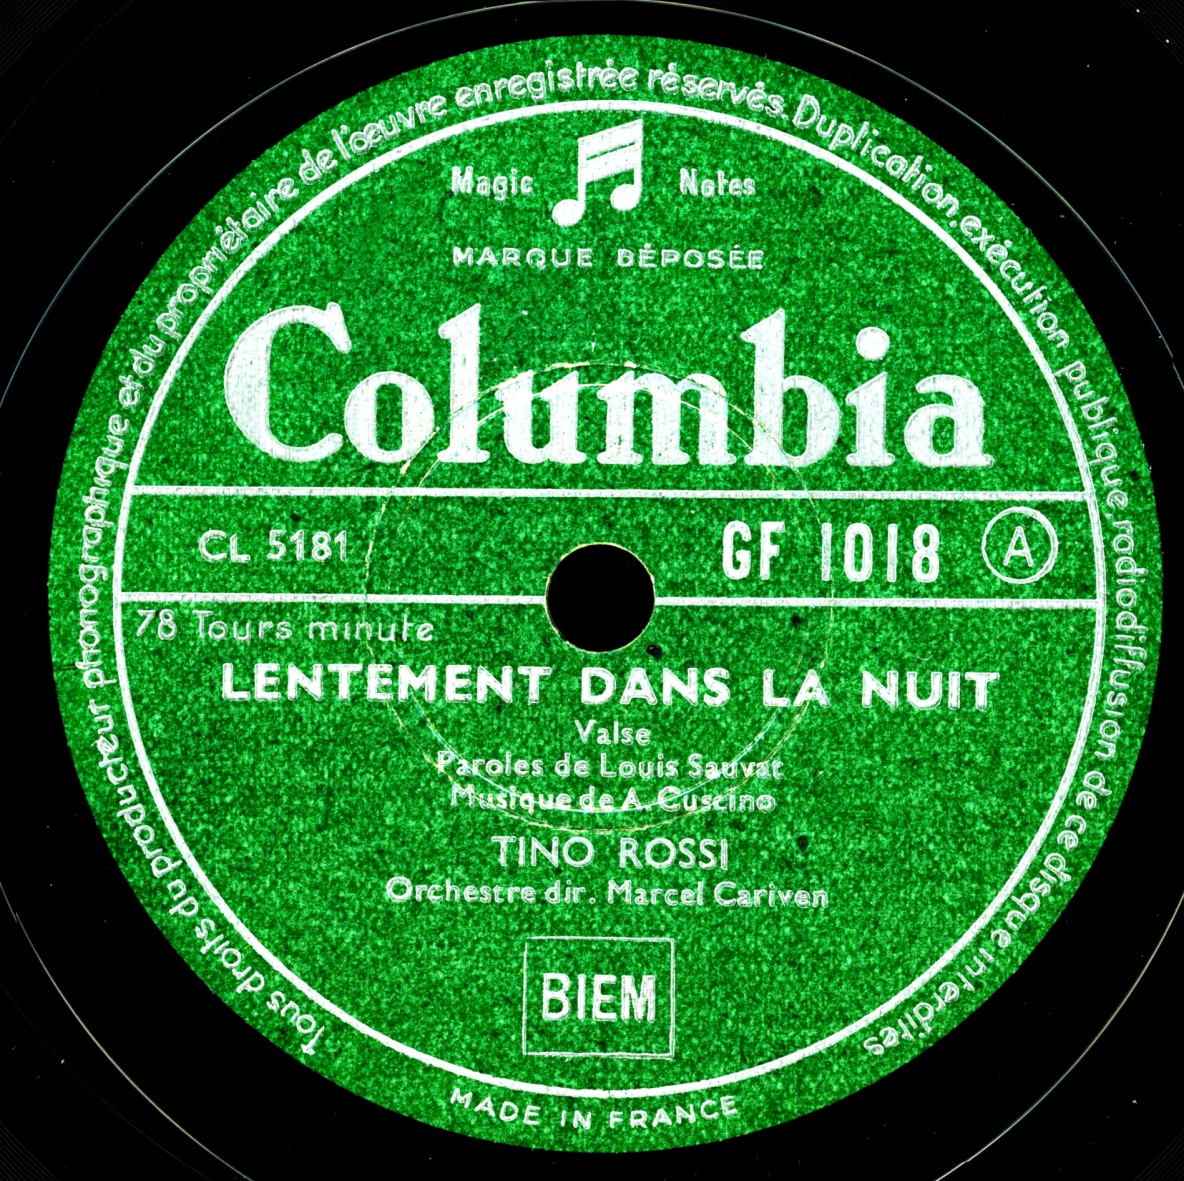 Tous droits du producteur phonographique et du propriétaire de l'œuvre enregistrée réservés. Duplication. exécution publique radiodiffusion de ce disque interdites
Magic Notes
MARQUE DÉPOSÉE
Columbia
CL 5181 GF 1018 A
78 Tours minute
LENTEMENT DANS LA NUIT
Valse
Paroles de Louis Sauvat
Musique de A. Cuscino
TINO ROSSI
Orchestre dir. Marcel Cariven
BIEM
MADE IN FRANCE